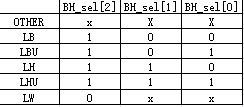 BH_sel[2] BH_sel[1] BH_sel[0]
OTHER x X X
LB 1 0 0
LBU 1 0 1
LH 1 1 0
LHU 1 1 1
LW 0 x x